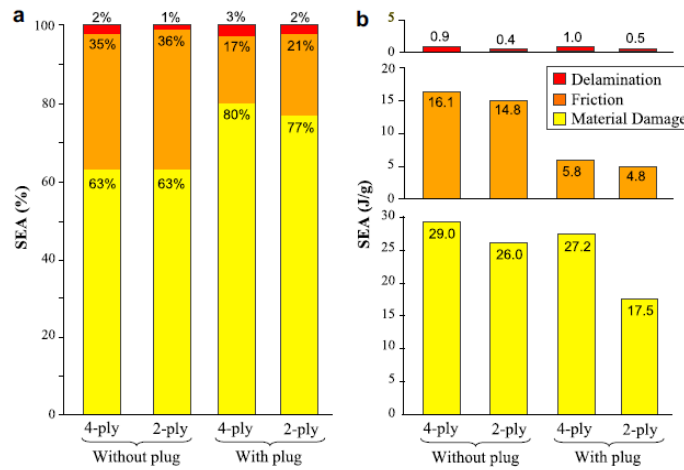 a
2%
1%
3%
2%
100
35%
36%
17%
21%
80
80%
77%
63%
63%
60
40
20
0
SEA (%)
4-ply
2-ply
4-ply
2-ply
Without plug
With plug
b
5
0.9
0.4
1.0
0.5
0
20
15
10
5
0
16.1
14.8
5.8
4.8
Delamination
Friction
Material Damage
SEA (J/g)
30
25
20
15
10
5
0
29.0
26.0
27.2
17.5
4-ply
2-ply
4-ply
2-ply
Without plug
With plug